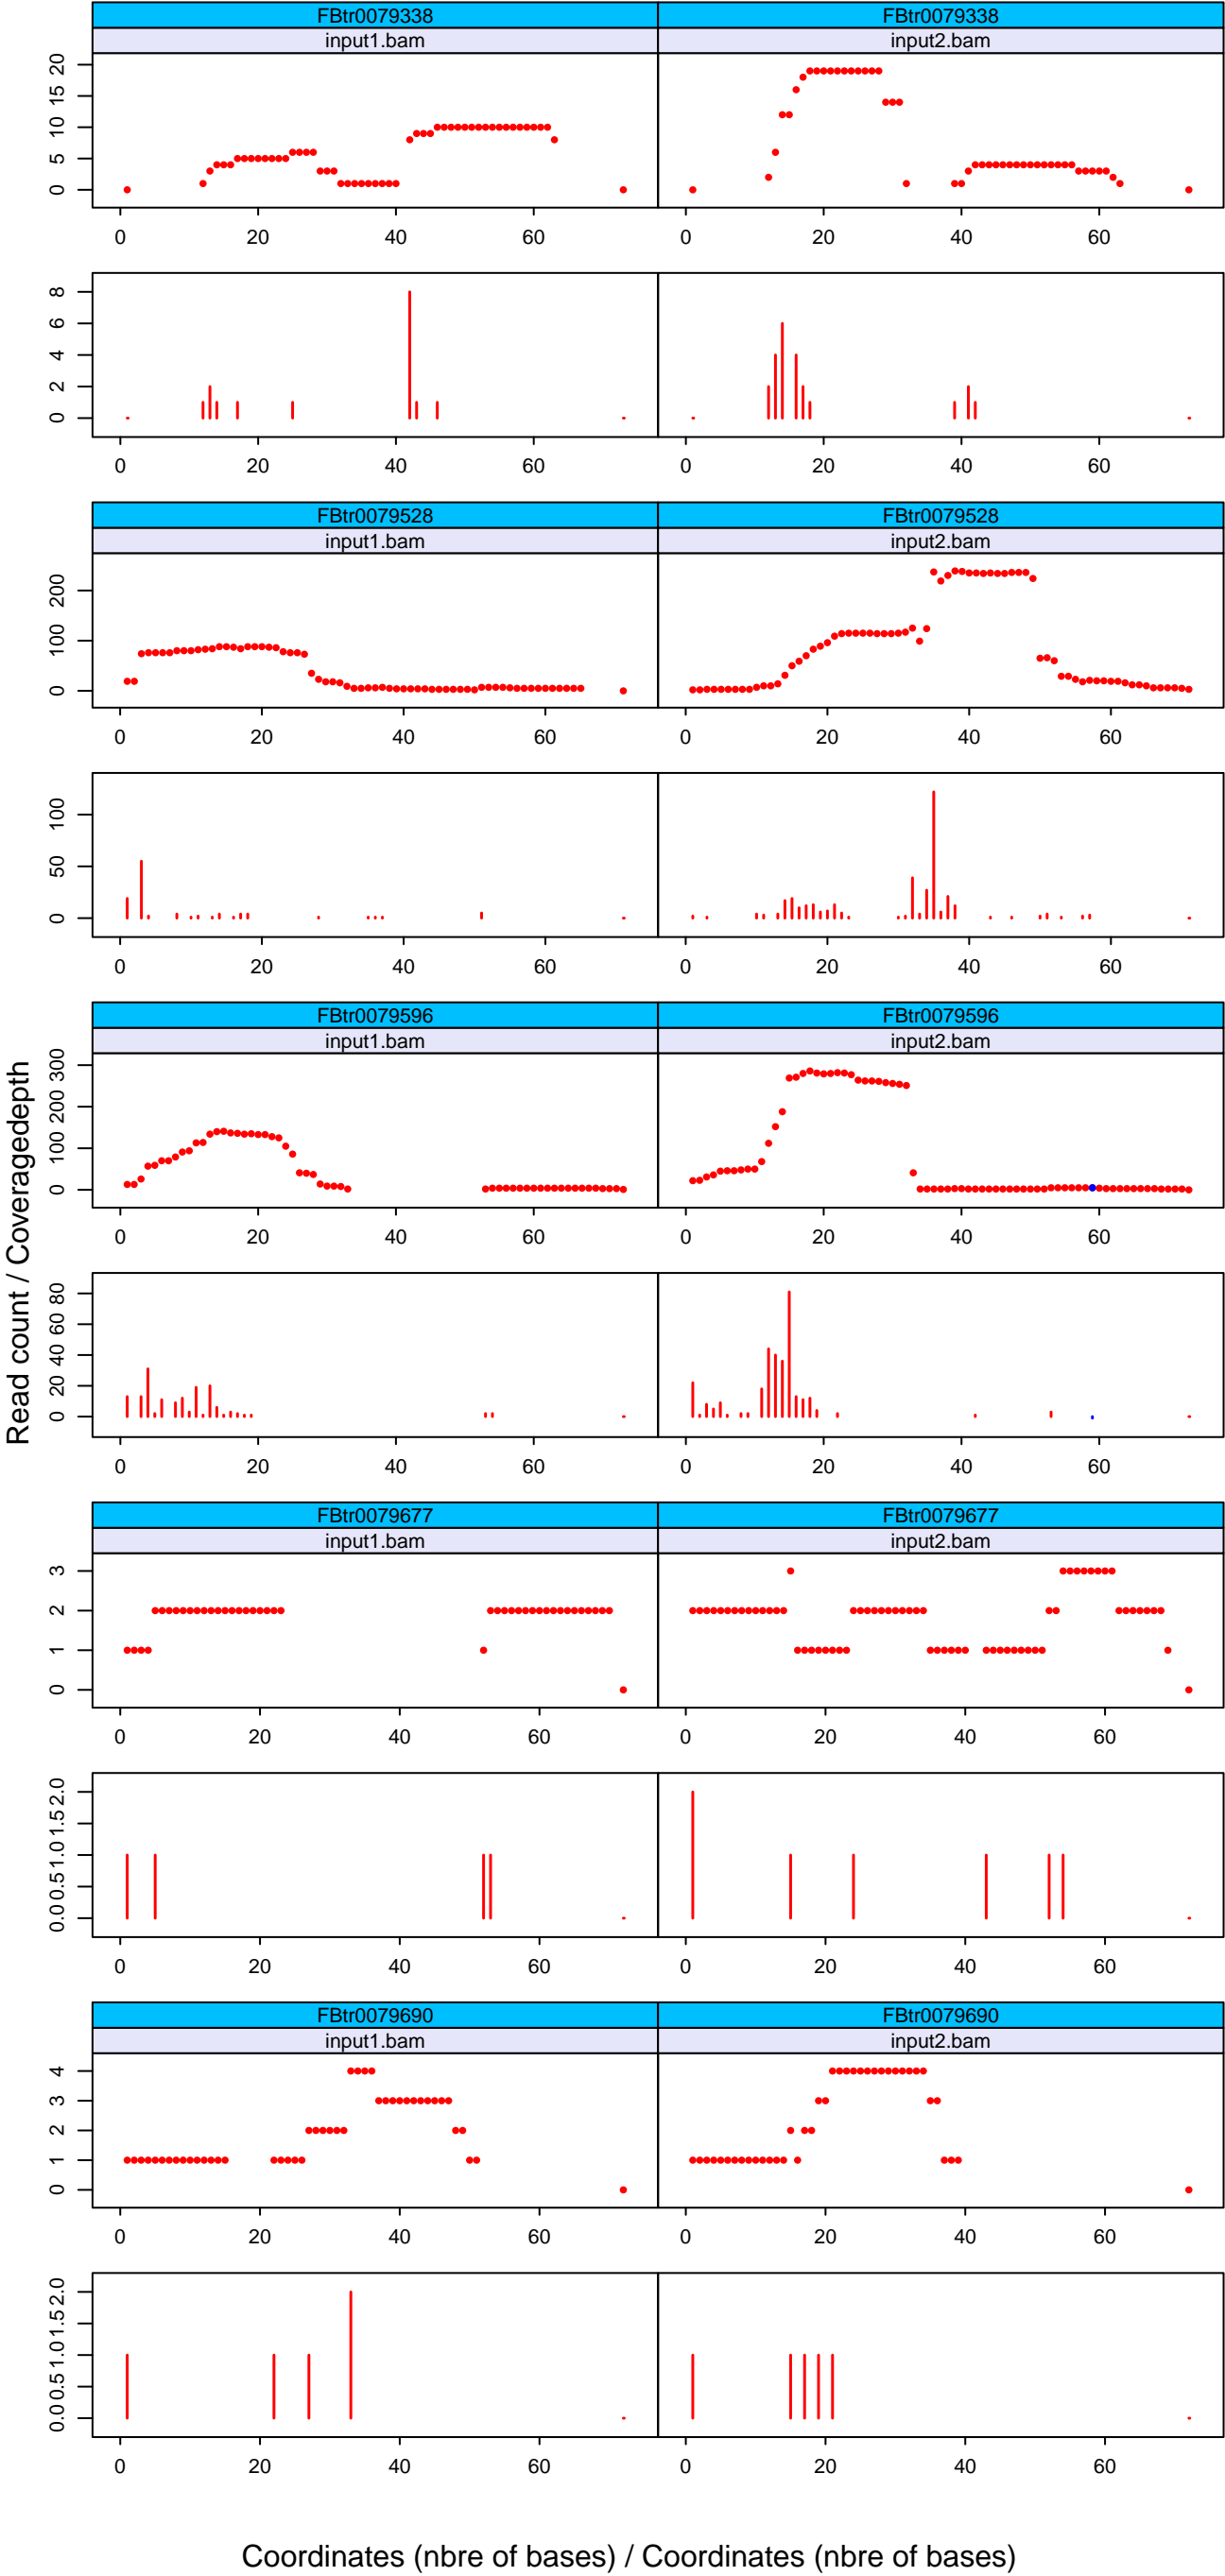 Read count / Coveragedepth
FBtr0079338 FBtr0079338
input1.bam input2.bam
0 5 10 15 20
0 20 40 60 0 20 40 60
0 2 4 6 8
0 20 40 60 0 20 40 60
FBtr0079528 FBtr0079528
input1.bam input2.bam
0 100 200
0 20 40 60 0 20 40 60
0 50 100
0 20 40 60 0 20 40 60
FBtr0079596 FBtr0079596
input1.bam input2.bam
0 100 200 300
0 20 40 60 0 20 40 60
0 20 40 60 80
0 20 40 60 0 20 40 60
FBtr0079677 FBtr0079677
input1.bam input2.bam
0 1 2 3
0 20 40 60 0 20 40 60
0.0 0.5 1.0 1.5 2.0
0 20 40 60 0 20 40 60
FBtr0079690 FBtr0079690
input1.bam input2.bam
0 1 2 3 4
0 20 40 60 0 20 40 60
0.0 0.5 1.0 1.5 2.0
0 20 40 60 0 20 40 60
Coordinates (nbre of bases) / Coordinates (nbre of bases)